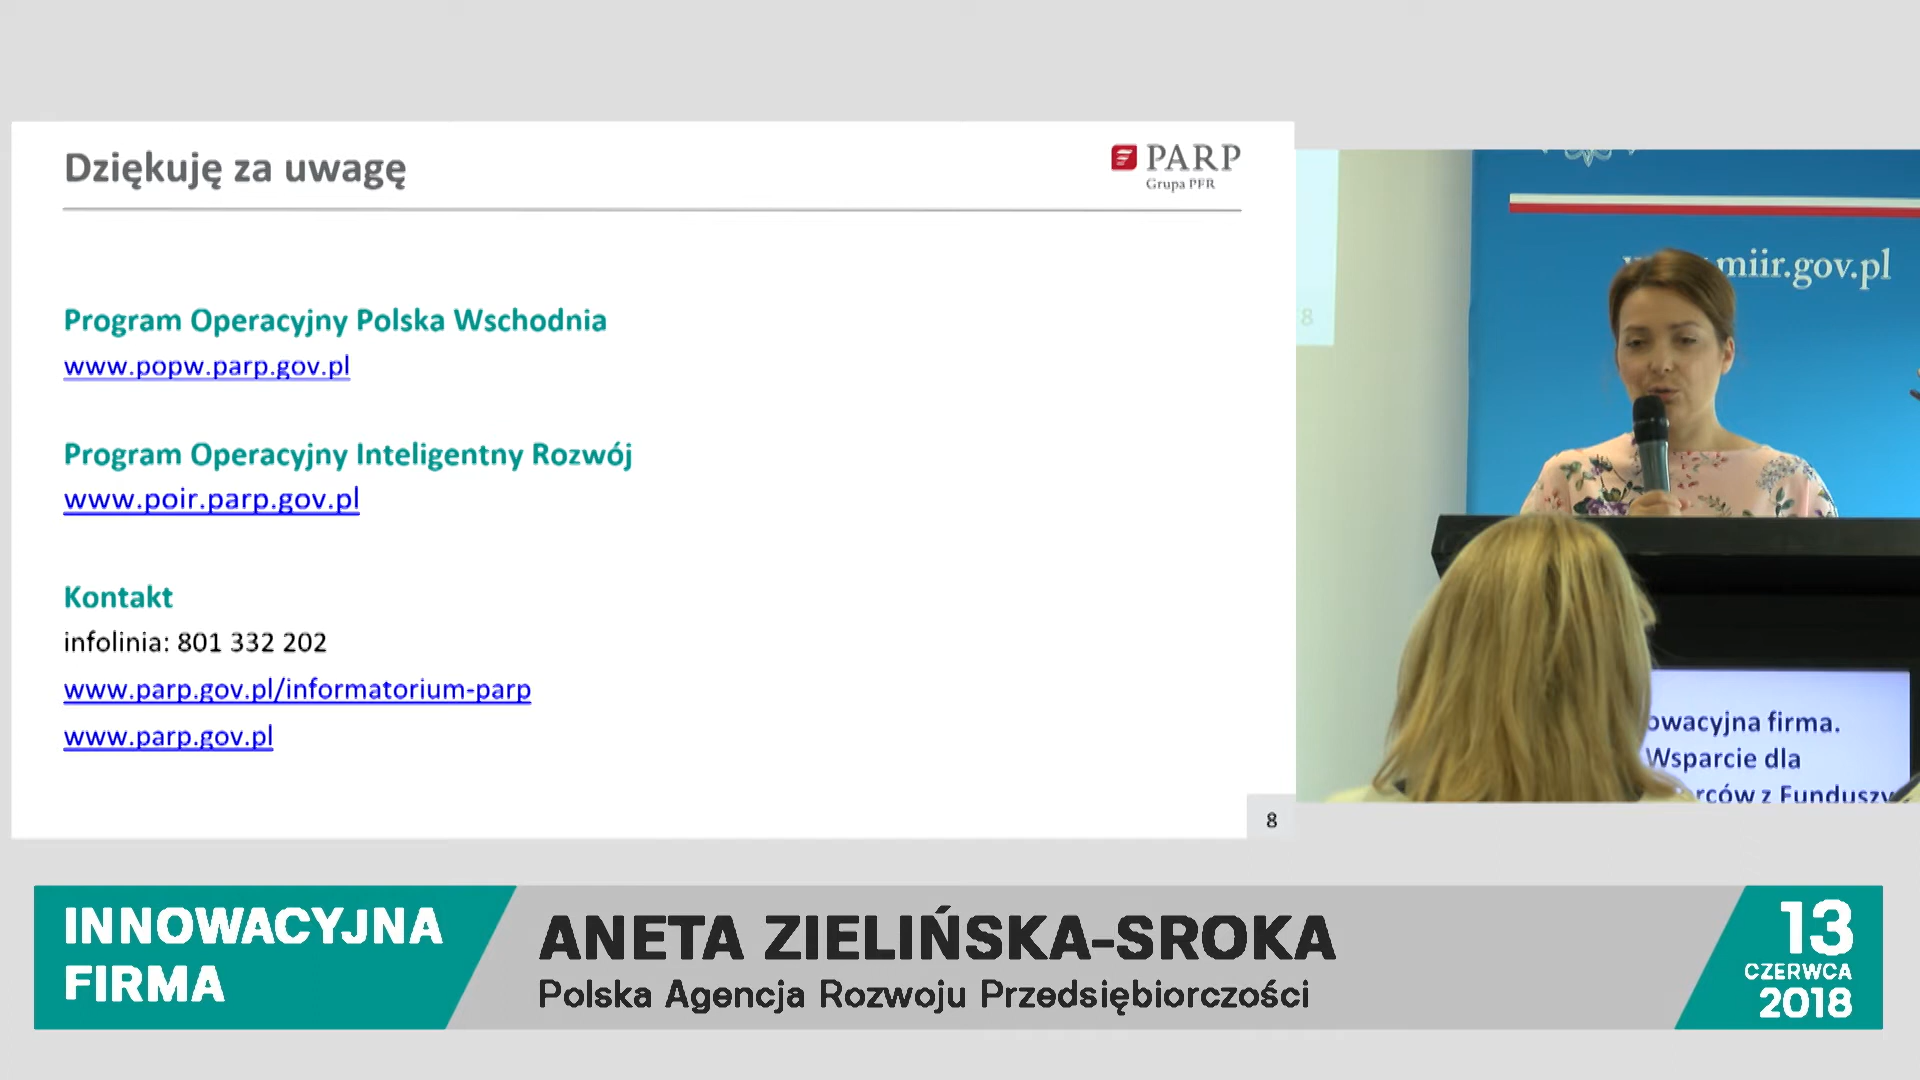 Dziękuję za uwagę
PARP
Grupa PFR
Program Operacyjny Polska Wschodnia
www.popw.parp.gov.pl
Program Operacyjny Inteligentny Rozwój
www.poir.parp.gov.pl
Kontakt
infolinia: 801 332 202
www.parp.gov.pl/informatorium-parp
www.parp.gov.pl
8
8
miir.gov.pl
firma.
Wsparcie dla
z Funduszy
INNOWACYJNA
FIRMA
ANETA ZIELIŃSKA-SROKA
Polska Agencja Rozwoju Przedsiębiorczości
13
CZERWCA
2018